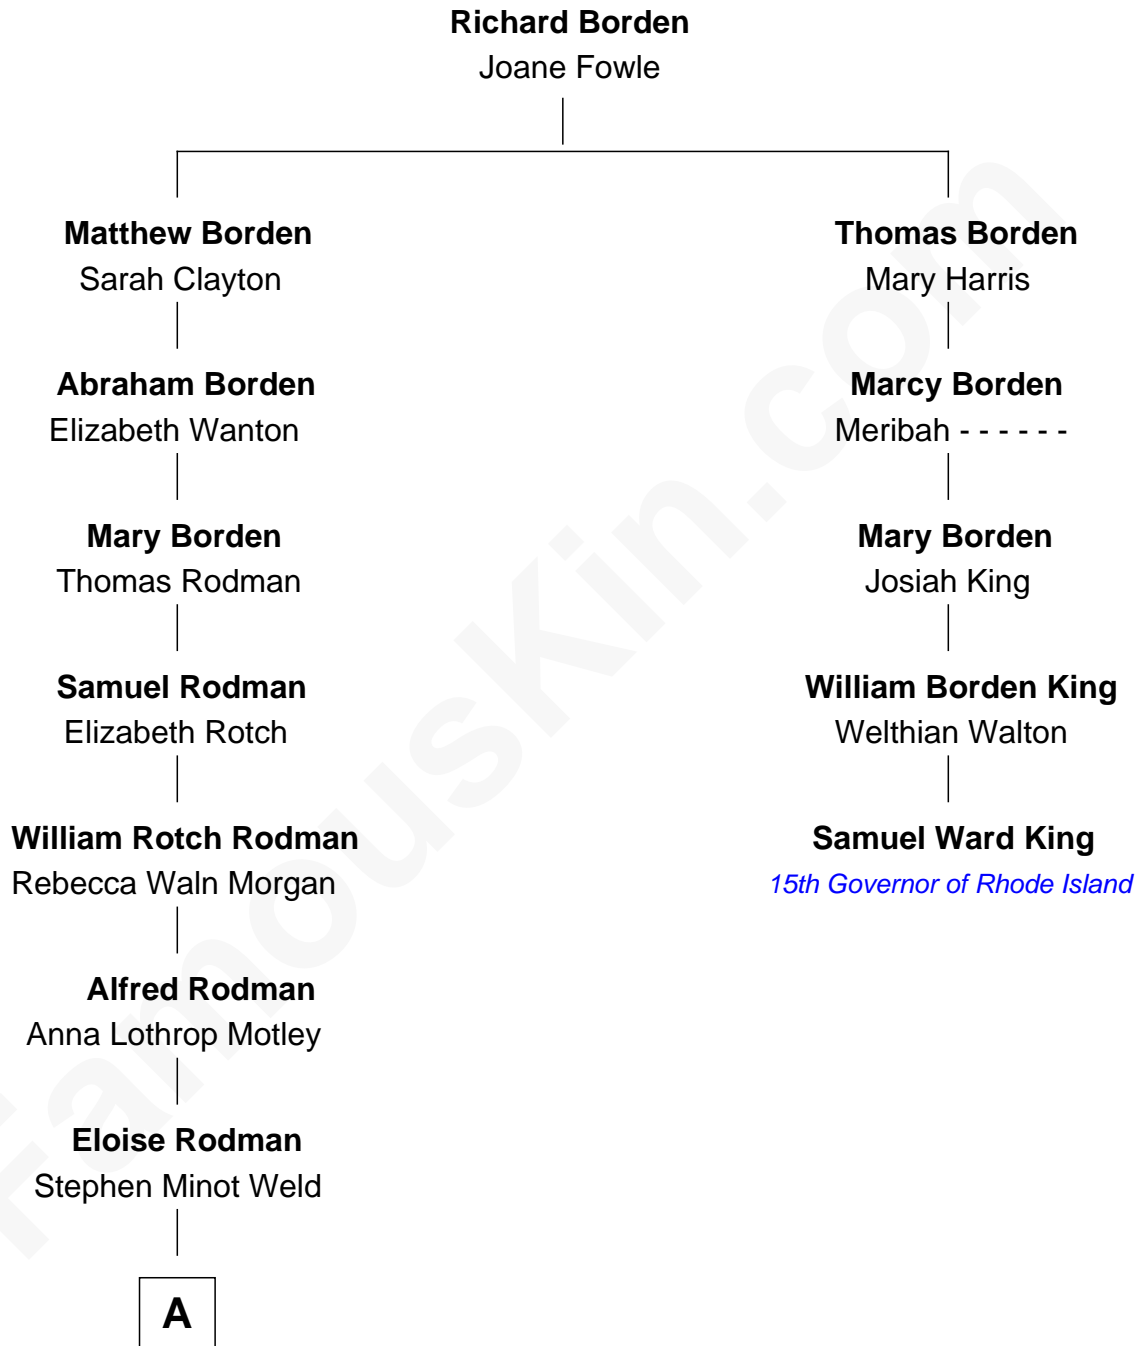 Richard Borden
Joane Fowle
Matthew Borden
Sarah Clayton
Thomas Borden
Mary Harris
Abraham Borden
Elizabeth Wanton
Marcy Borden
Meribah - - - - - -
Mary Borden
Thomas Rodman
Mary Borden
Josiah King
Samuel Rodman
Elizabeth Rotch
William Borden King
Welthian Walton
William Rotch Rodman
Rebecca Waln Morgan
Samuel Ward King
15th Governor of Rhode Island
Alfred Rodman
Anna Lothrop Motley
Eloise Rodman
Stephen Minot Weld
A
FamousKin.com